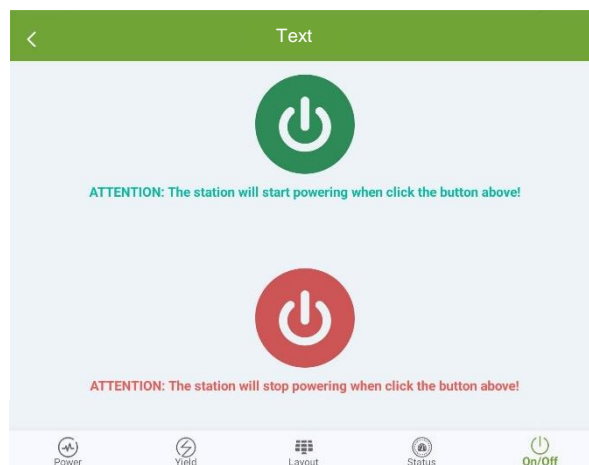 Text
ATTENTION: The station will start powering when click the button above!
ATTENTION: The station will stop powering when click the button above!
Power Yield Layout Status On/Off